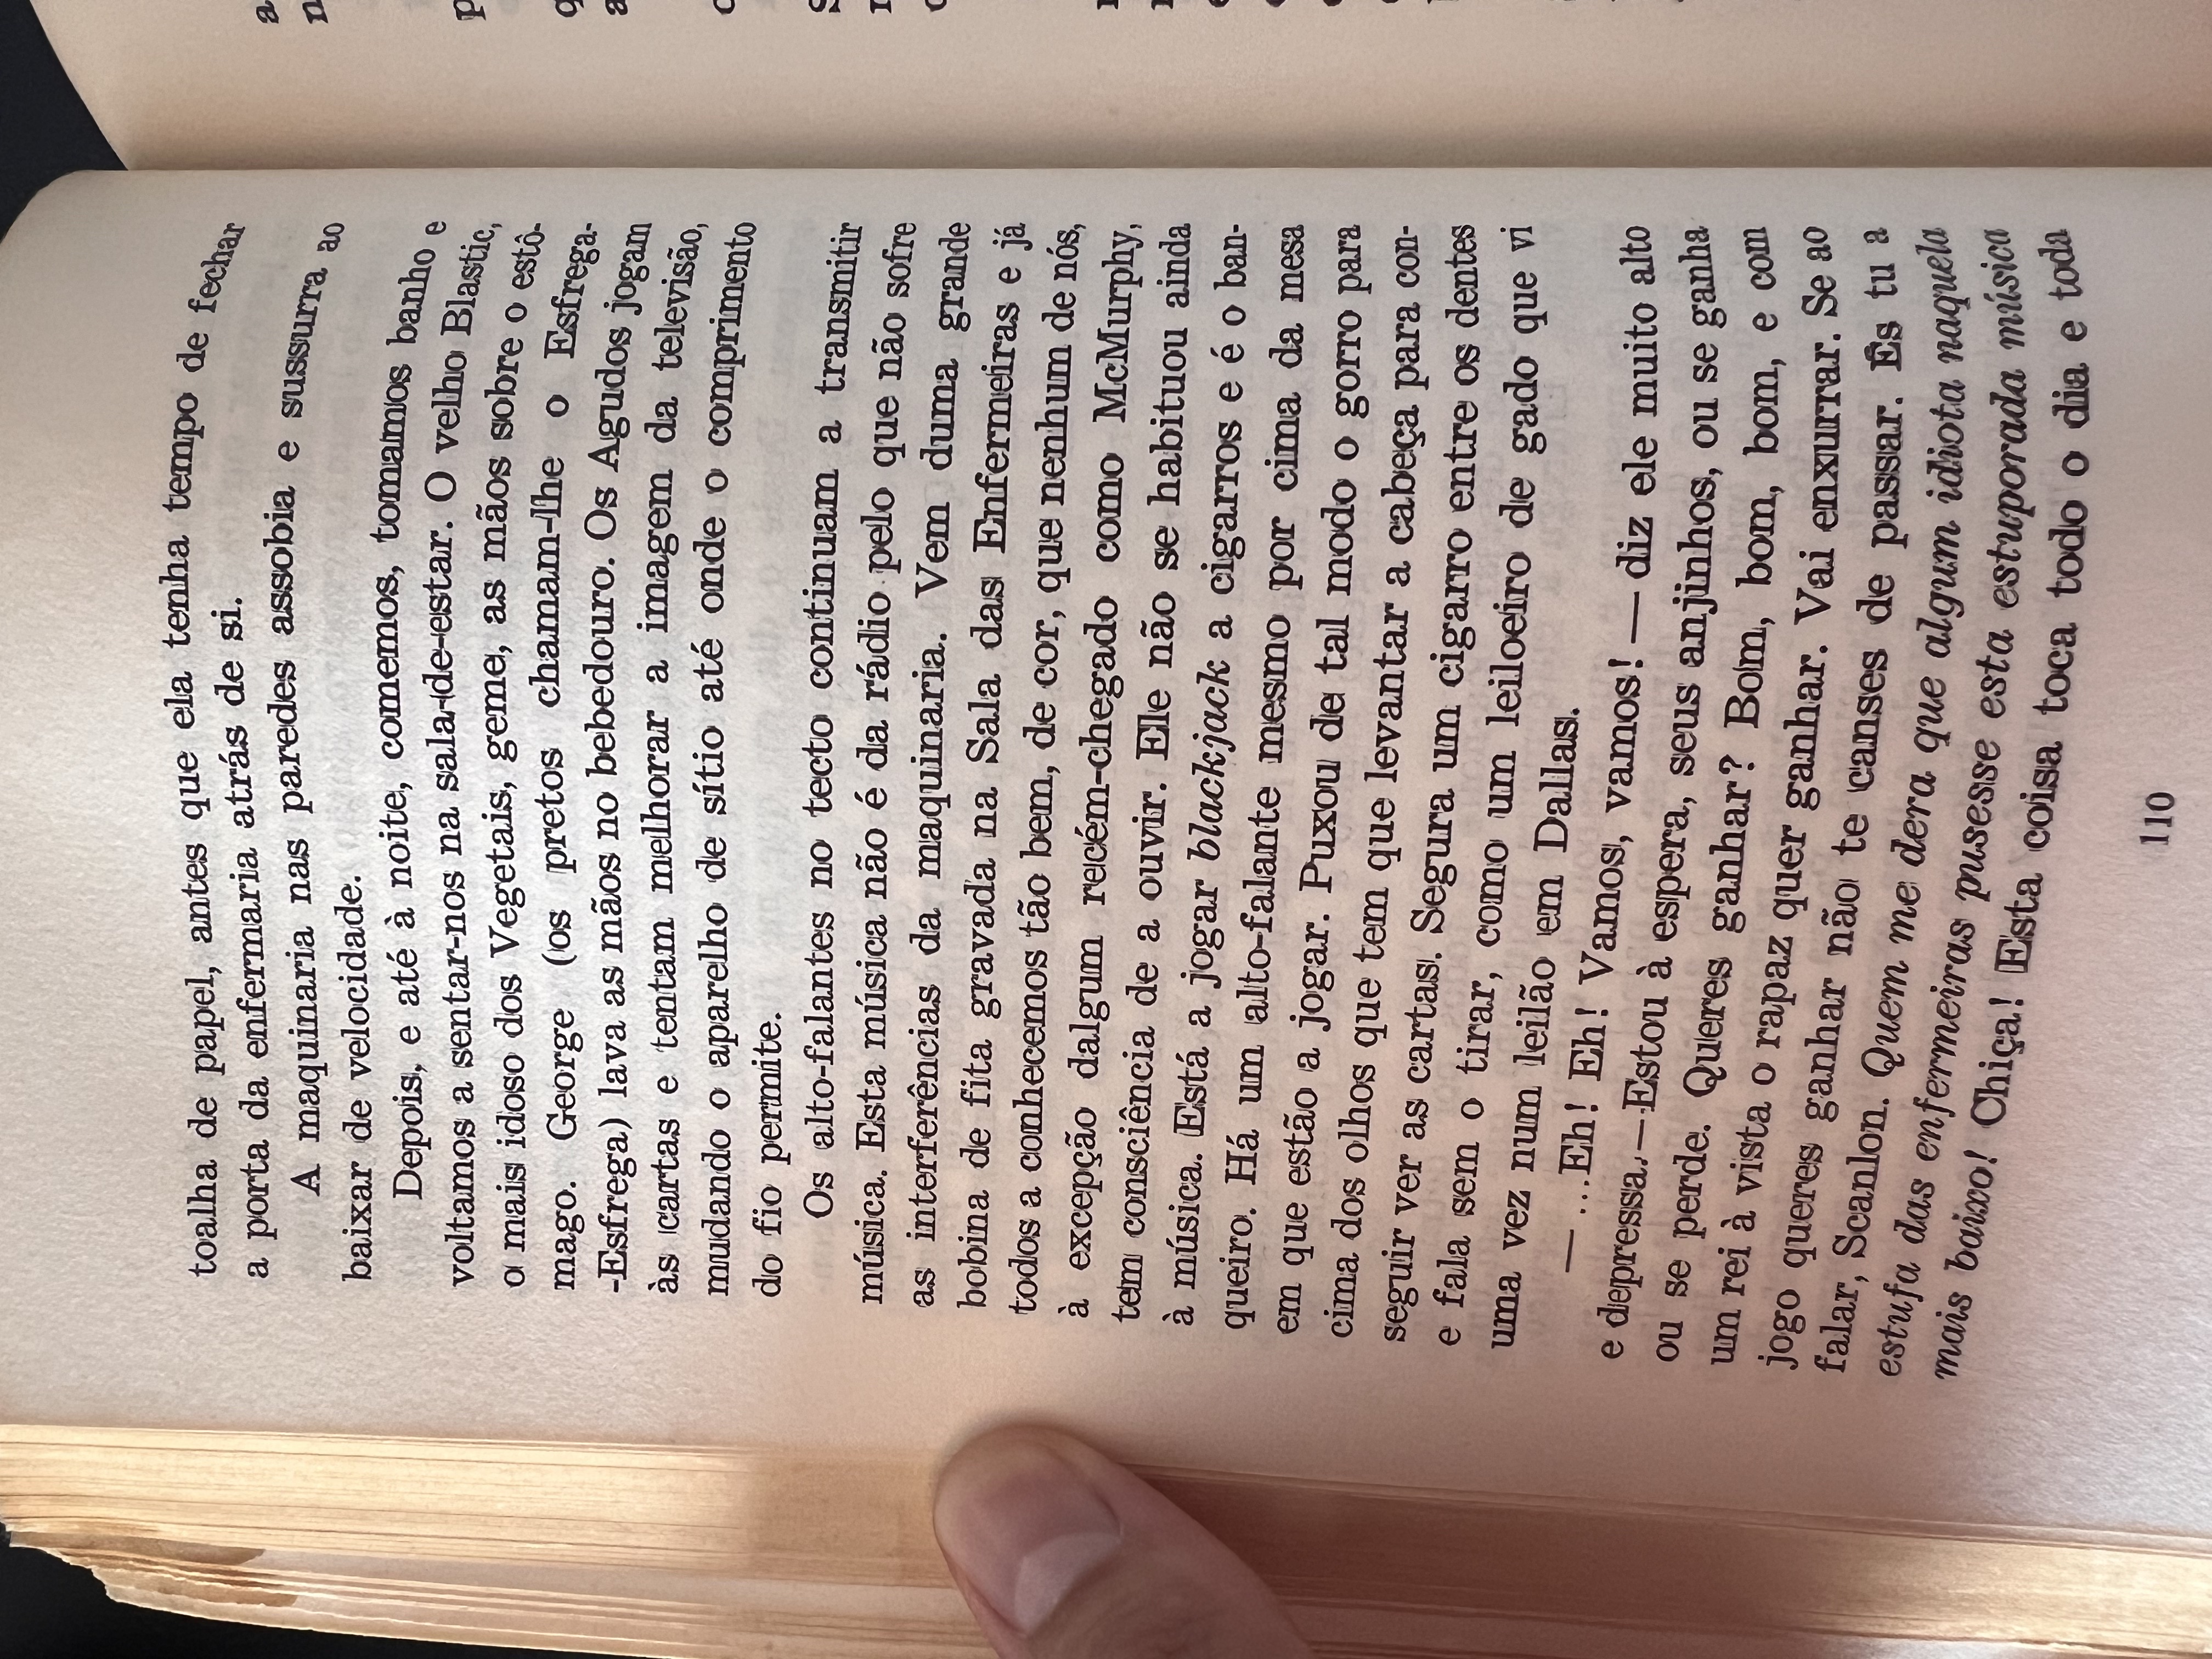 toalha de papel, antes que ela tenha tempo de fechar
a porta da enfermaria atrás de si.
A maquinaria nas paredes assobia e sussurra ao
baixar de velocidade.
Depois, e até à noite, comemos, tomamos banho e
voltamos a sentar-nos na sala-de-estar. O velho Blastic,
o mais idoso dos Vegetais, geme, as mãos sobre o estô-
mago. George (os pretos chamam-lhe o Esfrega-
-Esfrega) lava as mãos no bebedouro. Os Agudos jogam
às cartas e tentam melhorar a imagem da televisão,
mudando o aparelho de sítio até onde o comprimento
do fio permite.
Os alto-falantes no tecto continuam a transmitir
música. Esta música não é da rádio pelo que não sofre
as interferências da maquinaria. Vem duma grande
bobina de fita gravada na Sala das Enfermeiras e já
todos a conhecemos tão bem, de cor, que nenhum de nós,
à excepção dalgum recém-chegado como McMurphy,
tem consciência de a ouvir. Ele não se habituou ainda
à música. Está a jogar blackjack a cigarros e é o ban-
queiro. Há um alto-falante mesmo por cima da mesa
em que estão a jogar. Puxou de tal modo o gorro para
cima dos olhos que tem que levantar a cabeça para con-
seguir ver as cartas. Segura um cigarro entre os dentes
e fala sem o tirar, como um leiloeiro de gado que vi
uma vez num leilão em Dallas.
— ...Eh! Eh! Vamos, vamos! — diz ele muito alto
e depressa. — Estou à espera, seus anjinhos, ou se ganha
ou se perde. Queres ganhar? Bom, bom, bom, e com
um rei à vista o rapaz quer ganhar. Vai enxurrar. Se ao
jogo queres ganhar não te canses de passar. És tu a
falar, Scanlon. Quem me dera que algum idiota naquela
estufa das enfermeiras pusesse esta estuporada música
mais baixo! Chiça! Esta coisa toca todo o dia e toda
110